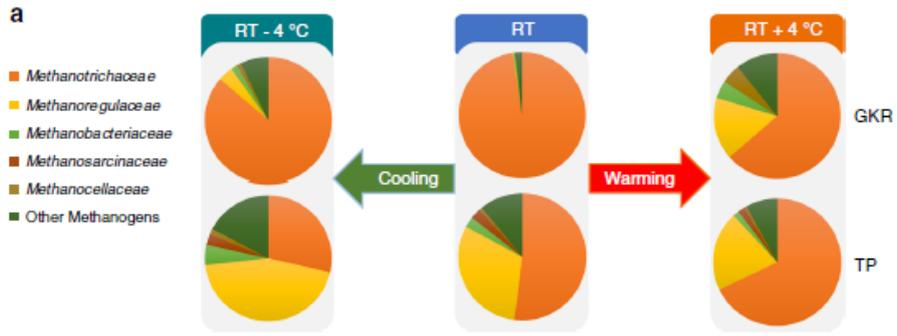 a
RT - 4 °C
RT
RT + 4 °C
Methanotrichaceae
Methanoregulaceae
Methanobacteriaceae
Methanosarcinaceae
Methanocellaceae
Other Methanogens
GKR
Cooling
Warming
TP